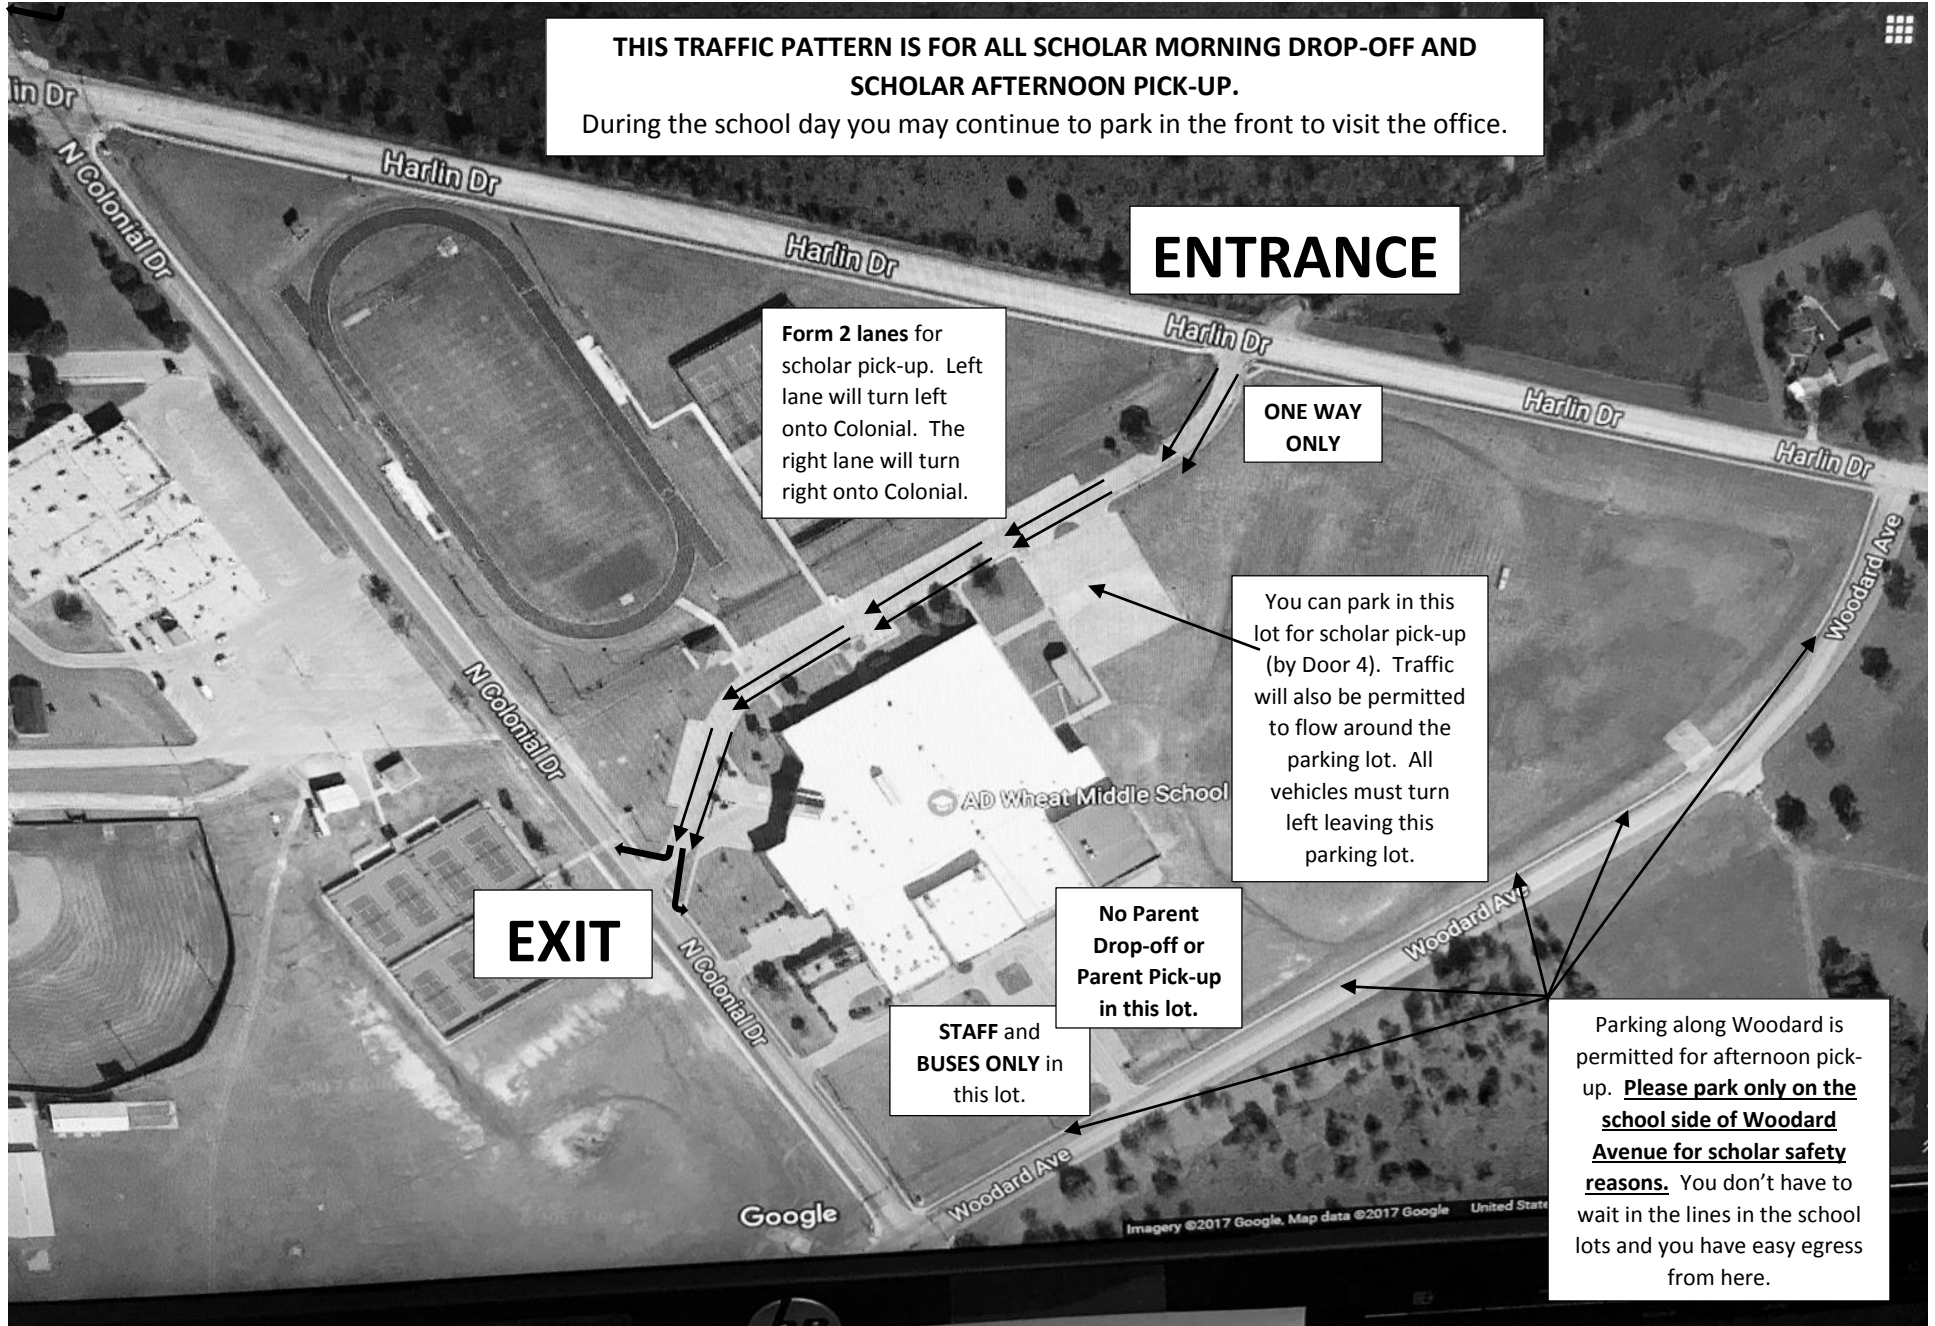 THIS TRAFFIC PATTERN IS FOR ALL SCHOLAR MORNING DROP-OFF AND
SCHOLAR AFTERNOON PICK-UP.
During the school day you may continue to park in the front to visit the office.
lin Dr
N Colonial Dr
Harlin Dr
Harlin Dr
ENTRANCE
Harlin Dr
Form 2 lanes for
scholar pick-up. Left
lane will turn left
onto Colonial. The
right lane will turn
right onto Colonial.
ONE WAY
ONLY
Harlin Dr
Harlin Dr
Woodard Ave
You can park in this
lot for scholar pick-up
(by Door 4). Traffic
will also be permitted
to flow around the
parking lot. All
vehicles must turn
left leaving this
parking lot.
N Colonial Dr
AD Wheat Middle School
EXIT
N Colonial Dr
No Parent
Drop-off or
Parent Pick-up
in this lot.
Woodard Ave
STAFF and
BUSES ONLY in
this lot.
Parking along Woodard is
permitted for afternoon pick-
up. Please park only on the
school side of Woodard
Avenue for scholar safety
reasons. You don't have to
wait in the lines in the school
lots and you have easy egress
from here.
Woodard Ave
Google
Imagery ©2017 Google, Map data ©2017 Google United State
hp